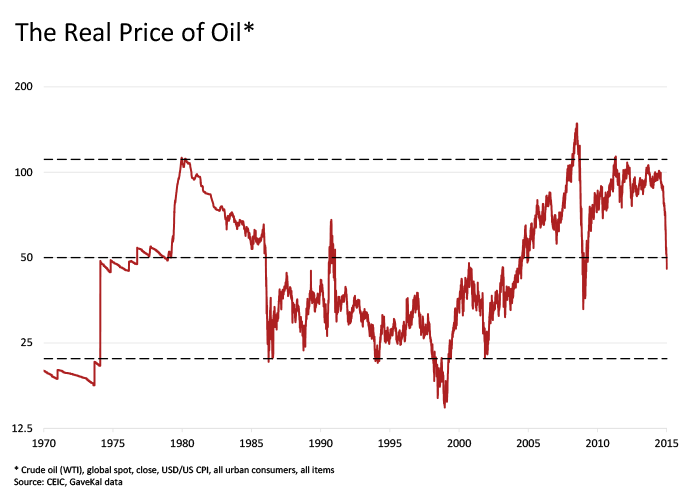 The Real Price of Oil*
200
100
50
25
12.5
1970 1975 1980 1985 1990 1995 2000 2005 2010 2015
* Crude oil (WTI), global spot, close, USD/US CPI, all urban consumers, all items
Source: CEIC, GaveKal data